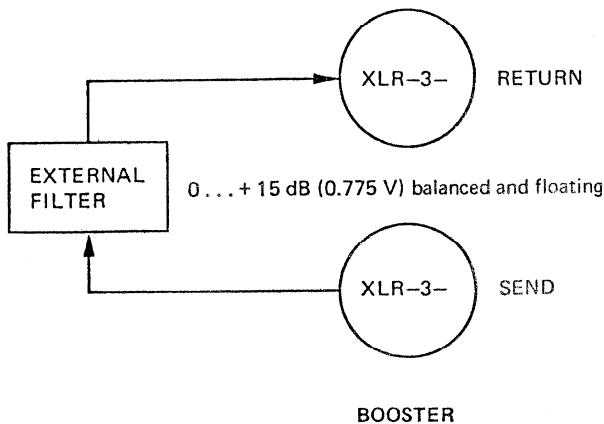 XLR-3- RETURN
EXTERNAL
FILTER
0...+ 15 dB (0.775 V) balanced and floating
XLR-3- SEND
BOOSTER